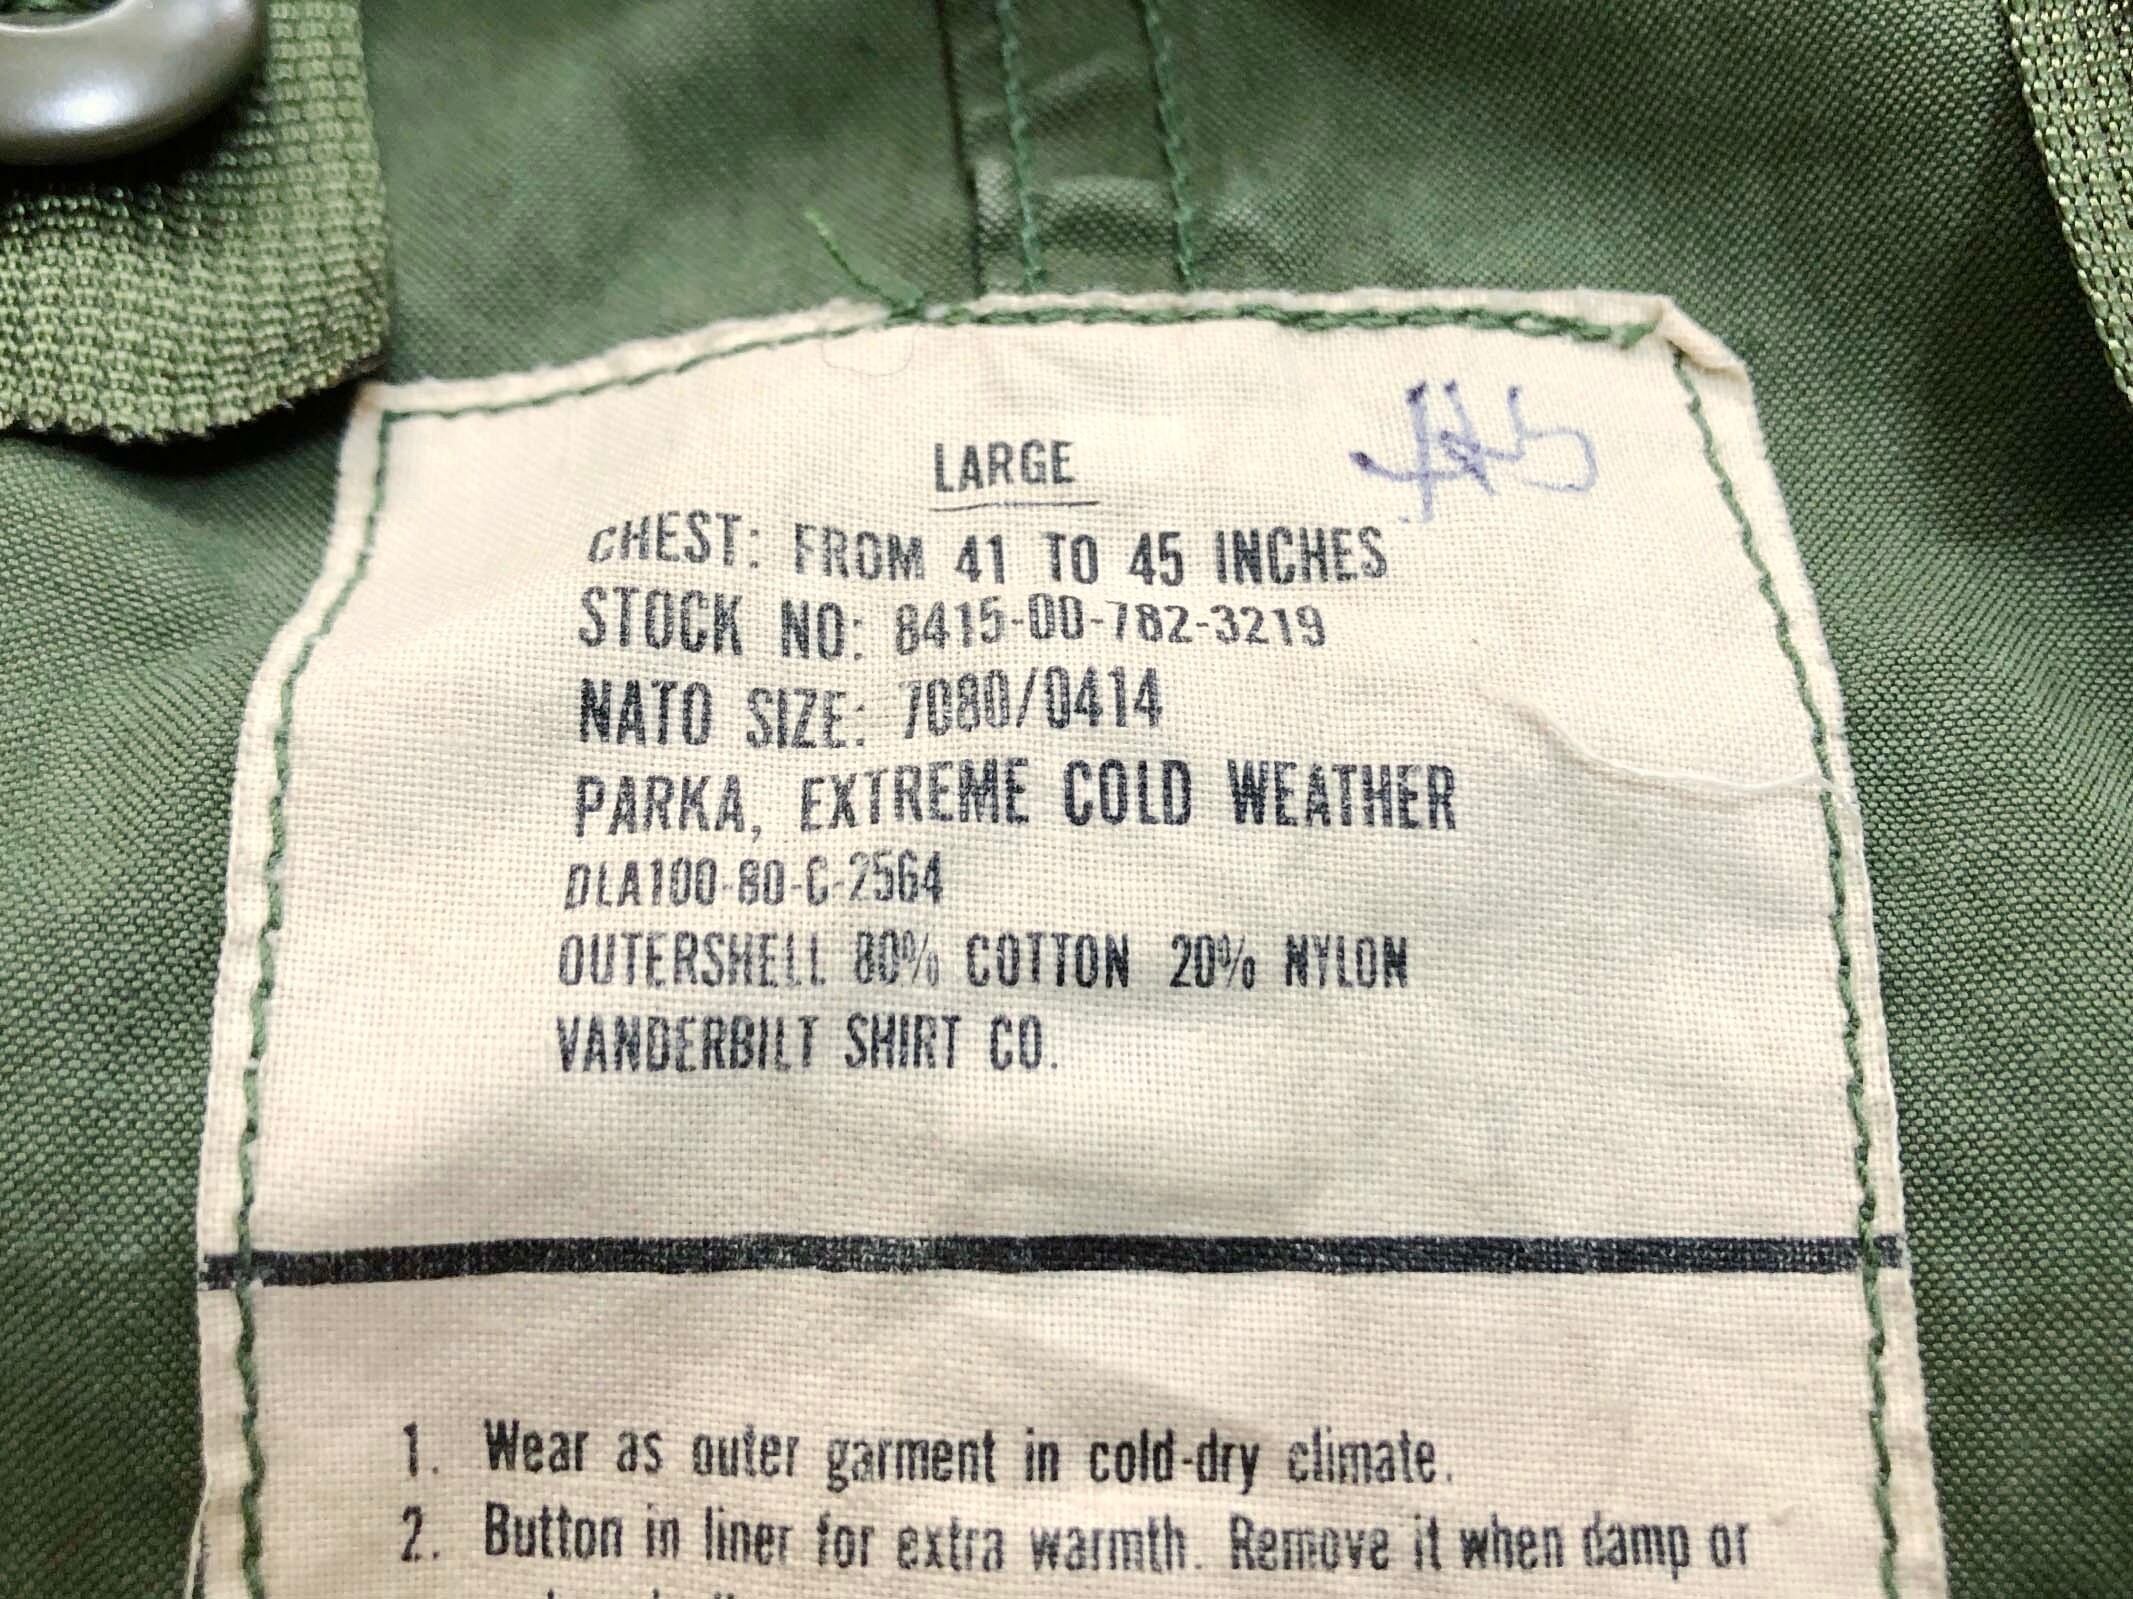 LARGE
CHEST: FROM 41 TO 45 INCHES
STOCK NO: 8415-00-782-3219
NATO SIZE: 7080/0414
PARKA, EXTREME COLD WEATHER
DLA100-80-C-2564
OUTERSHELL 80% COTTON 20% NYLON
VANDERBILT SHIRT CO.
1. Wear as outer garment in cold-dry climate.
2. Button in liner for extra warmth. Remove it when damp or